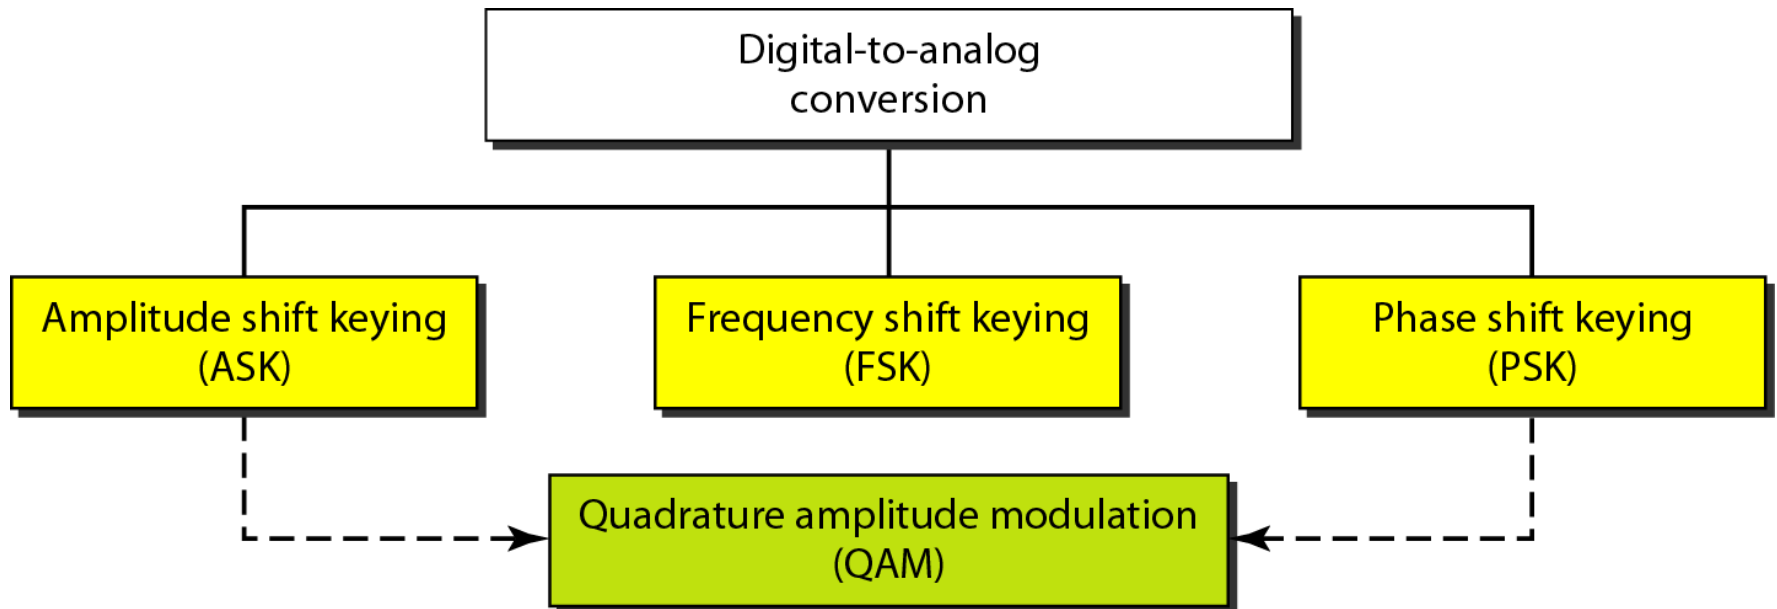 Digital-to-analog
conversion
Amplitude shift keying
(ASK)
Frequency shift keying
(FSK)
Phase shift keying
(PSK)
Quadrature amplitude modulation
(QAM)